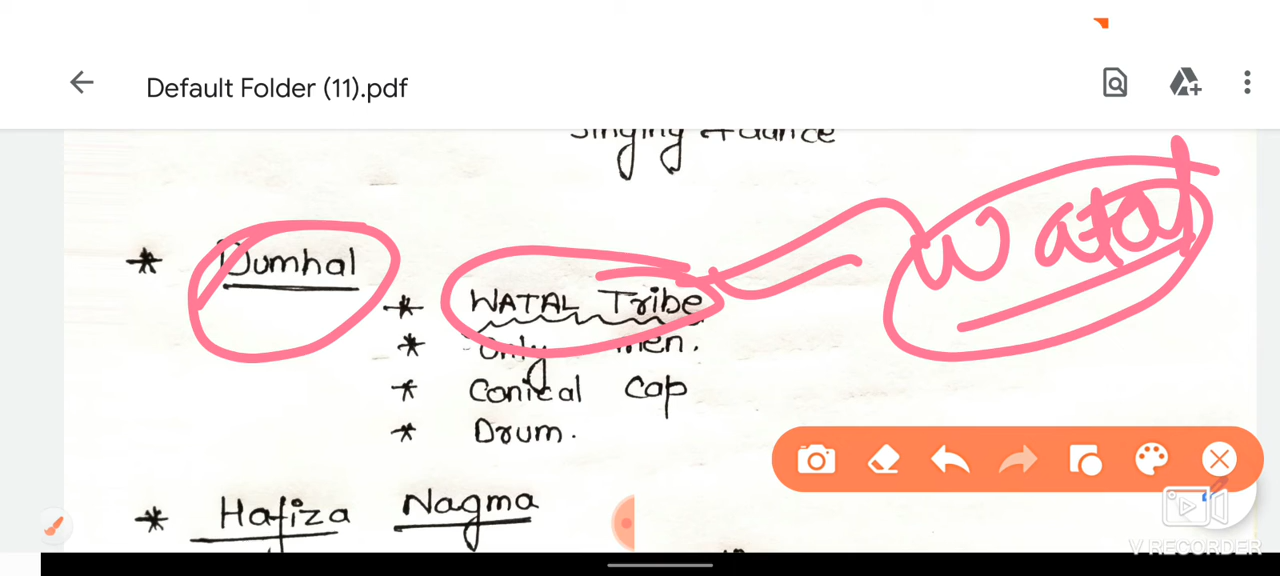 Default Folder (11).pdf
Singing & dance
* Dumhal
* WATAL Tribe
Watal
* Only men.
* Conical Cap
* Drum.
* Hafiza Nagma
V RECORDER